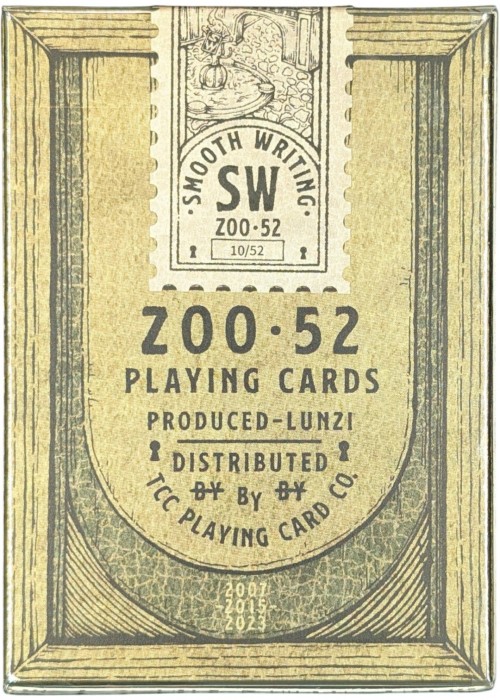 ·SMOOTH WRITING·
SW
ZOO·52
10/52
ZOO·52
PLAYING CARDS
PRODUCED-LUNZI
DISTRIBUTED
BY BY BY
TCC PLAYING CARD CO.
2007
-2015-
2023